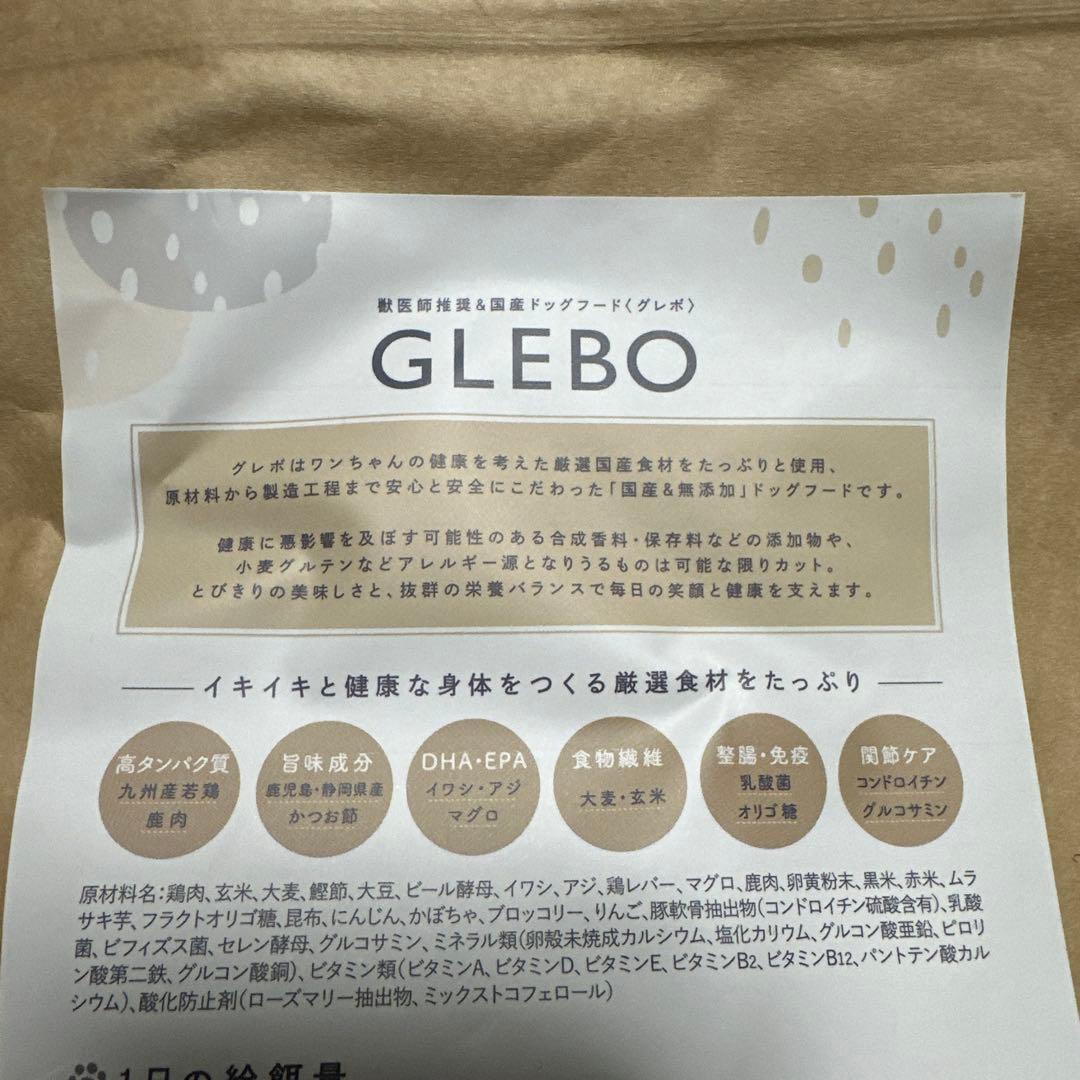 獣医師推奨&国産ドッグフード〈グレボ〉
GLEBO
グレボはワンちゃんの健康を考えた厳選国産食材をたっぷりと使用、
原材料から製造工程まで安心と安全にこだわった「国産&無添加」ドッグフードです。
健康に悪影響を及ぼす可能性のある合成香料・保存料などの添加物や、
小麦グルテンなどアレルギー源となりうるものは可能な限りカット。
とびきりの美味しさと、抜群の栄養バランスで毎日の笑顔と健康を支えます。
イキイキと健康な身体をつくる厳選食材をたっぷり
高タンパク質
九州産若鶏
鹿肉
旨味成分
鹿児島・静岡県産
かつお節
DHA・EPA
イワシ・アジ
マグロ
食物繊維
大麦・玄米
整腸・免疫
乳酸菌
オリゴ糖
関節ケア
コンドロイチン
グルコサミン
原材料名：鶏肉、玄米、大麦、鰹節、大豆、ビール酵母、イワシ、アジ、鶏レバー、マグロ、鹿肉、卵黄粉末、黒米、赤米、ムラ
サキ芋、フラクトオリゴ糖、昆布、にんじん、かぼちゃ、ブロッコリー、りんご、豚軟骨抽出物(コンドロイチン硫酸含有)、乳酸
菌、ビフィズス菌、セレン酵母、グルコサミン、ミネラル類(卵殻未焼成カルシウム、塩化カリウム、グルコン酸亜鉛、ピロリ
ン酸第二鉄、グルコン酸銅)、ビタミン類(ビタミンA、ビタミンD、ビタミンE、ビタミンB2、ビタミンB12、パントテン酸カル
シウム)、酸化防止剤(ローズマリー抽出物、ミックストコフェロール)
1日の給餌量